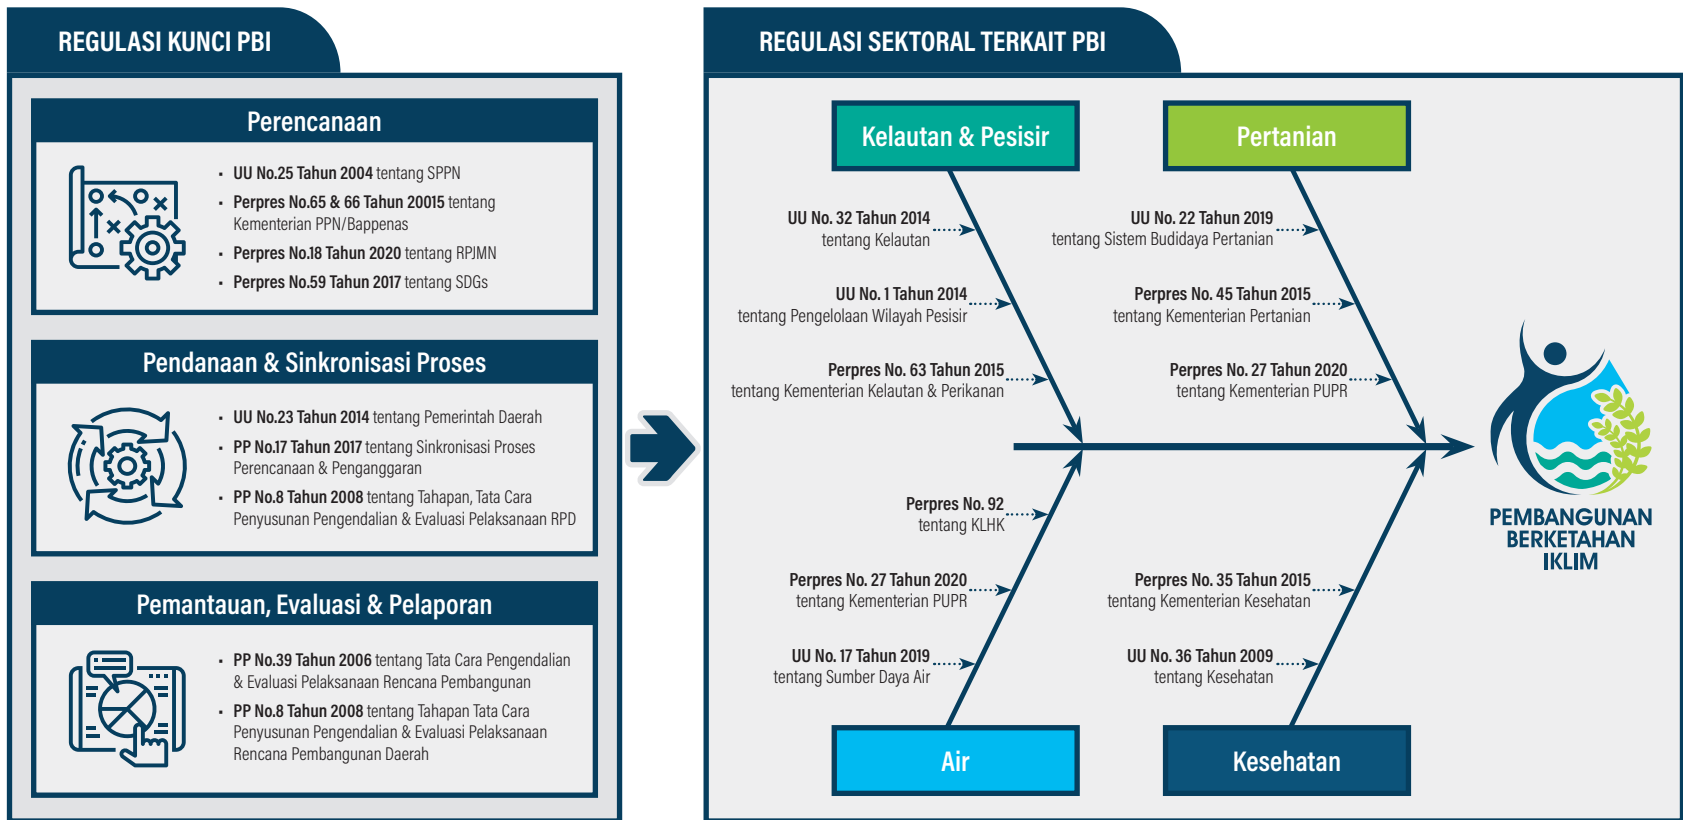 REGULASI KUNCI PBI
Perencanaan
▪ UU No.25 Tahun 2004 tentang SPPN
▪ Perpres No.65 & 66 Tahun 20015 tentang
Kementerian PPN/Bappenas
▪ Perpres No.18 Tahun 2020 tentang RPJMN
▪ Perpres No.59 Tahun 2017 tentang SDGs
Pendanaan & Sinkronisasi Proses
▪ UU No.23 Tahun 2014 tentang Pemerintah Daerah
▪ PP No.17 Tahun 2017 tentang Sinkronisasi Proses
Perencanaan & Penganggaran
▪ PP No.8 Tahun 2008 tentang Tahapan, Tata Cara
Penyusunan Pengendalian & Evaluasi Pelaksanaan RPD
Pemantauan, Evaluasi & Pelaporan
▪ PP No.39 Tahun 2006 tentang Tata Cara Pengendalian
& Evaluasi Pelaksanaan Rencana Pembangunan
▪ PP No.8 Tahun 2008 tentang Tahapan Tata Cara
Penyusunan Pengendalian & Evaluasi Pelaksanaan
Rencana Pembangunan Daerah
REGULASI SEKTORAL TERKAIT PBI
Kelautan & Pesisir
UU No. 32 Tahun 2014
tentang Kelautan
UU No. 1 Tahun 2014
tentang Pengelolaan Wilayah Pesisir
Perpres No. 63 Tahun 2015
tentang Kementerian Kelautan & Perikanan
Pertanian
UU No. 22 Tahun 2019
tentang Sistem Budidaya Pertanian
Perpres No. 45 Tahun 2015
tentang Kementerian Pertanian
Perpres No. 27 Tahun 2020
tentang Kementerian PUPR
Perpres No. 92
tentang KLHK
Perpres No. 27 Tahun 2020
tentang Kementerian PUPR
UU No. 17 Tahun 2019
tentang Sumber Daya Air
Air
Perpres No. 35 Tahun 2015
tentang Kementerian Kesehatan
UU No. 36 Tahun 2009
tentang Kesehatan
Kesehatan
PEMBANGUNAN
BERKETAHAN
IKLIM